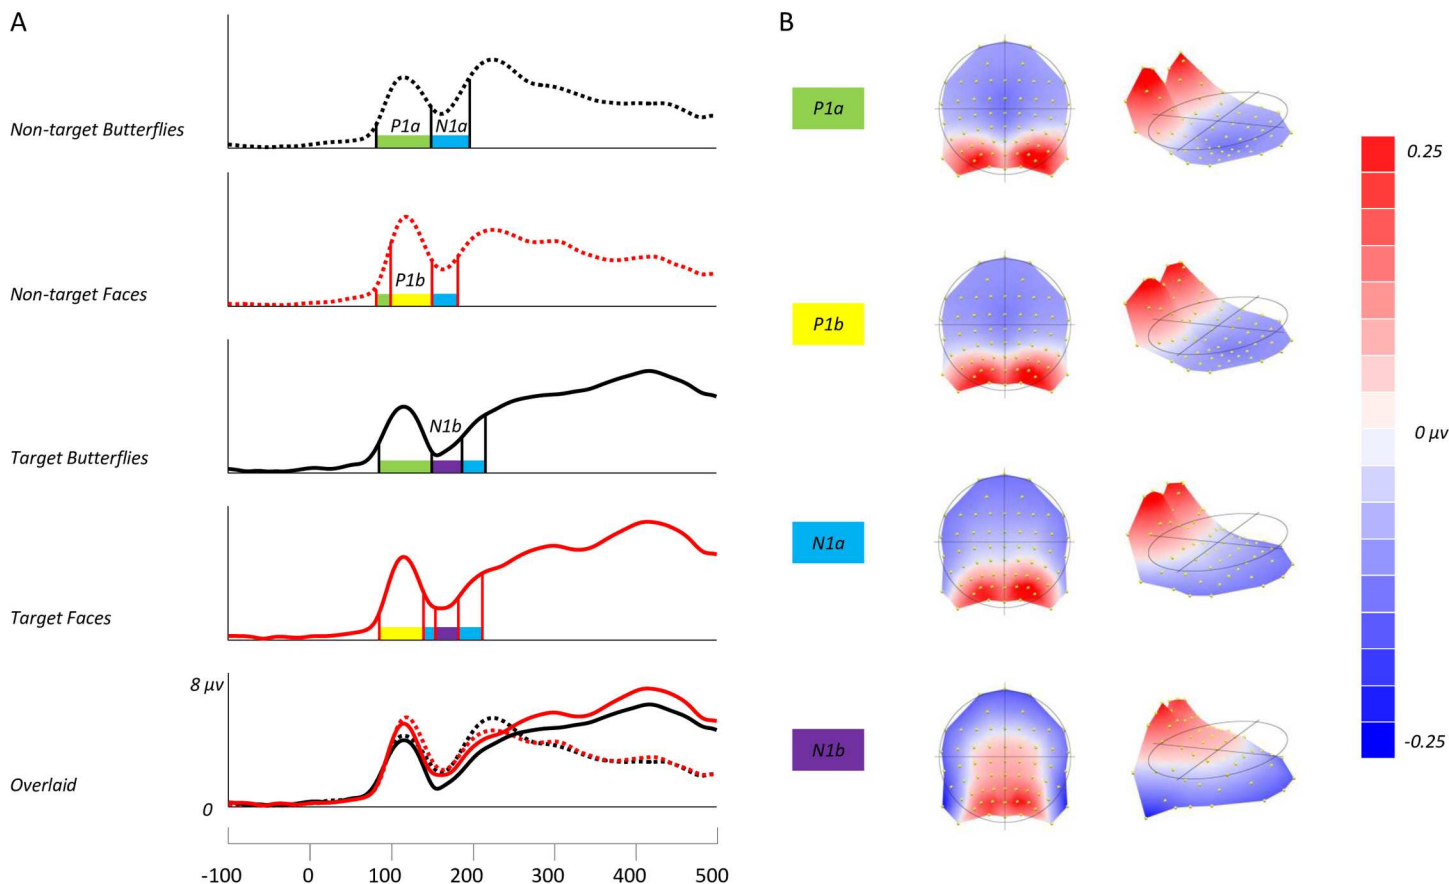 A
B
Non-target Butterflies
P1a
N1a
Non-target Faces
P1b
Target Butterflies
N1b
Target Faces
8 μv
Overlaid
0
-100
0
100
200
300
400
500
P1a
P1b
N1a
N1b
0.25
0 μv
-0.25